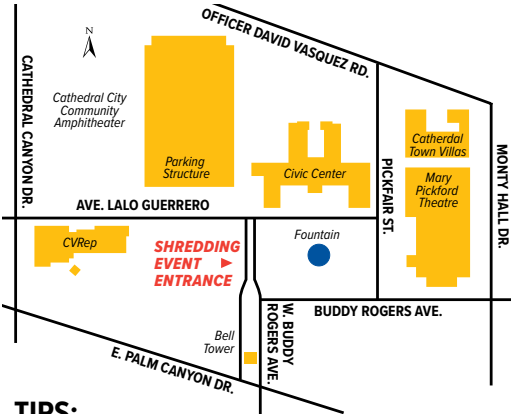 OFFICER DAVID VASQUEZ RD.
N
CATHEDRAL CANYON DR.
Cathedral City
Community
Amphitheater
Parking
Structure
Civic Center
Catherdal
Town Villas
PICKFAIR ST.
Mary
Pickford
Theatre
MONTY HALL DR.
AVE. LALO GUERRERO
CVRep
SHREDDING
EVENT
ENTRANCE
Fountain
BUDDY ROGERS AVE.
W. BUDDY
ROGERS AVE.
Bell
Tower
E. PALM CANYON DR.
TIPS: